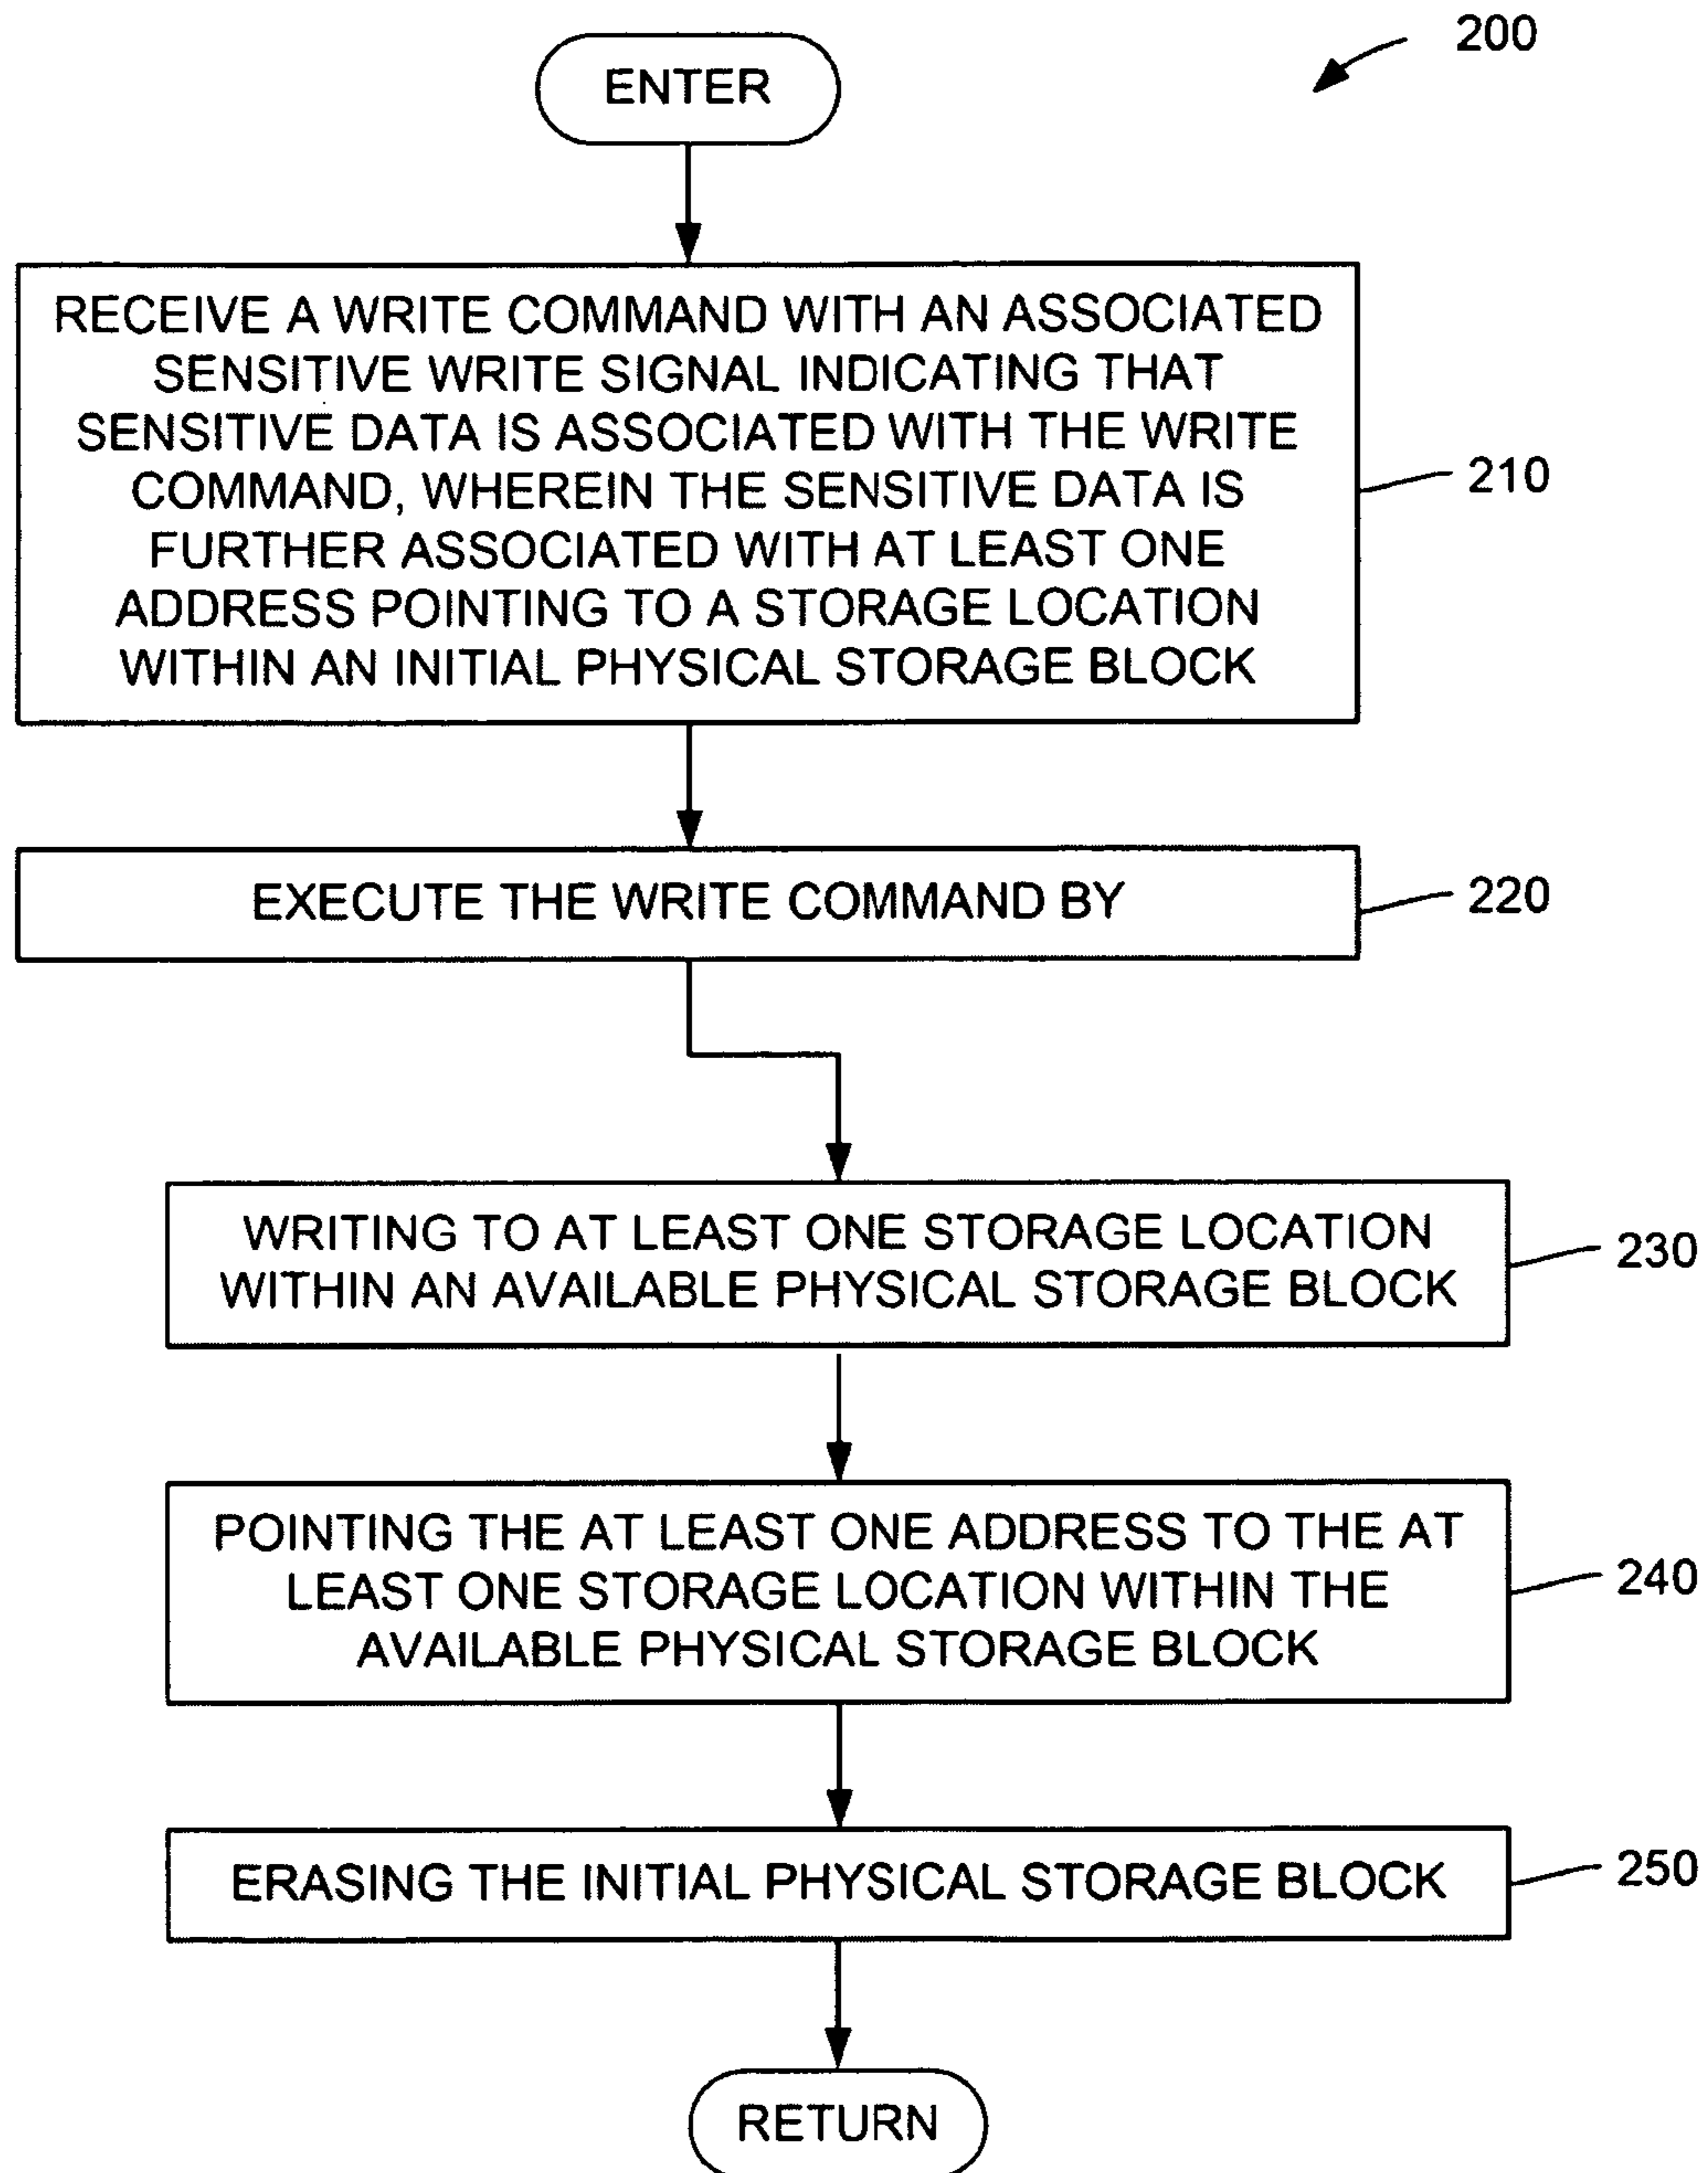 200
ENTER
RECEIVE A WRITE COMMAND WITH AN ASSOCIATED
SENSITIVE WRITE SIGNAL INDICATING THAT
SENSITIVE DATA IS ASSOCIATED WITH THE WRITE
COMMAND, WHEREIN THE SENSITIVE DATA IS
FURTHER ASSOCIATED WITH AT LEAST ONE
ADDRESS POINTING TO A STORAGE LOCATION
WITHIN AN INITIAL PHYSICAL STORAGE BLOCK
210
EXECUTE THE WRITE COMMAND BY
220
WRITING TO AT LEAST ONE STORAGE LOCATION
WITHIN AN AVAILABLE PHYSICAL STORAGE BLOCK
230
POINTING THE AT LEAST ONE ADDRESS TO THE AT
LEAST ONE STORAGE LOCATION WITHIN THE
AVAILABLE PHYSICAL STORAGE BLOCK
240
ERASING THE INITIAL PHYSICAL STORAGE BLOCK
250
RETURN